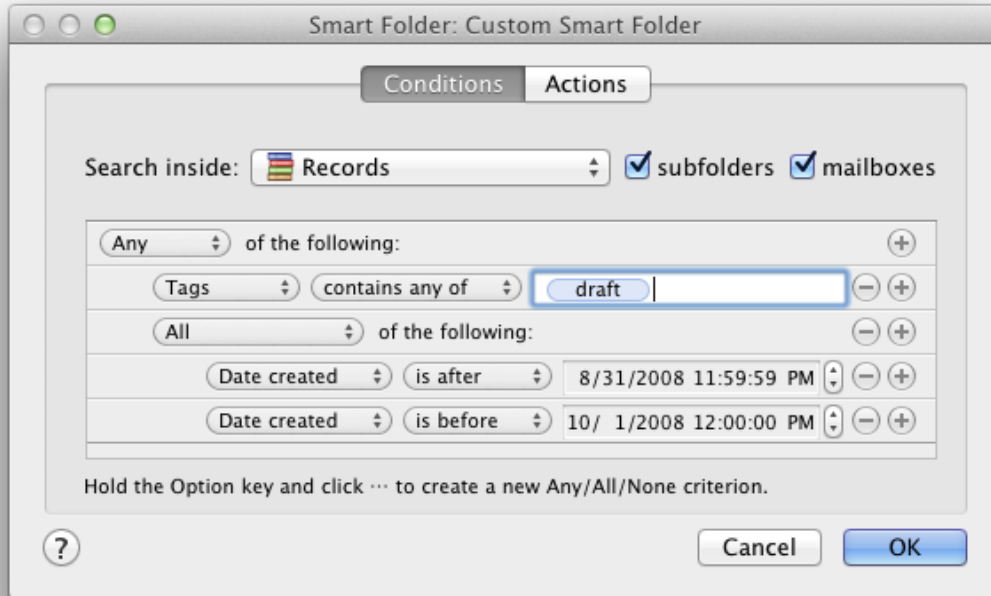 Smart Folder: Custom Smart Folder
Conditions Actions
Search inside: Records subfolders mailboxes
Any of the following:
Tags contains any of draft
All of the following:
Date created is after 8/31/2008 11:59:59 PM
Date created is before 10/ 1/2008 12:00:00 PM
Hold the Option key and click ··· to create a new Any/All/None criterion.
? Cancel OK